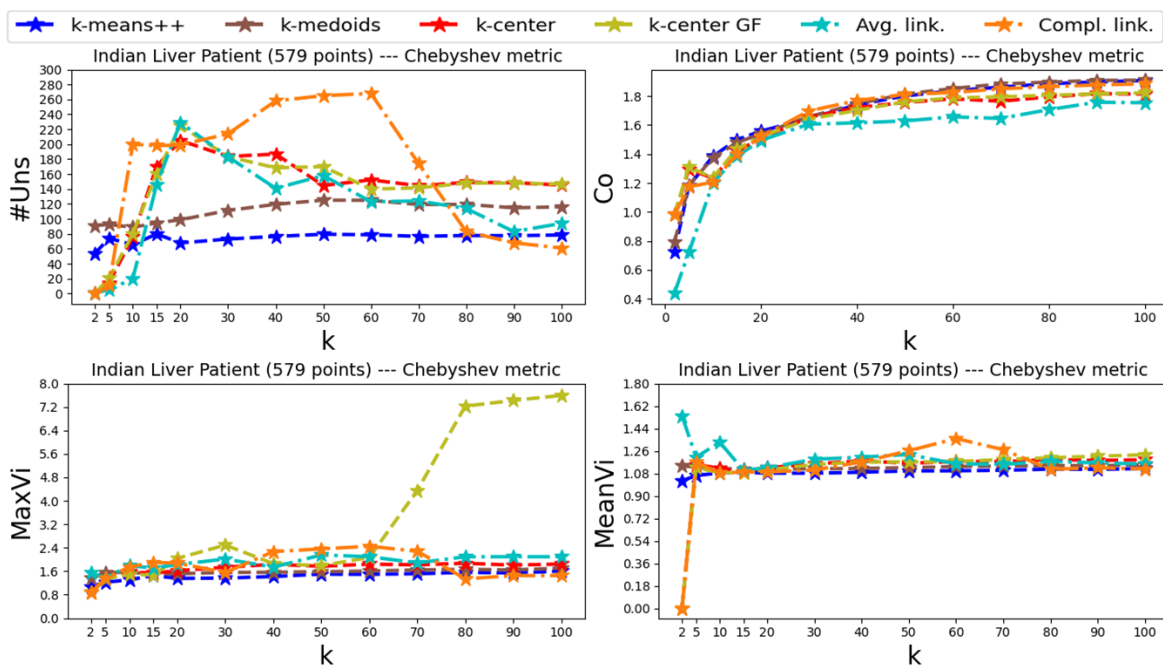 k-means++ k-medoids k-center k-center GF Avg. link. Compl. link.
Indian Liver Patient (579 points) --- Chebyshev metric
#Uns
300
280
260
240
220
200
180
160
140
120
100
80
60
40
20
0
2 5 10 15 20 30 40 50 60 70 80 90 100
k
Indian Liver Patient (579 points) --- Chebyshev metric
Co
1.8
1.6
1.4
1.2
1.0
0.8
0.6
0.4
0 20 40 60 80 100
k
Indian Liver Patient (579 points) --- Chebyshev metric
MaxVi
8.0
7.2
6.4
5.6
4.8
4.0
3.2
2.4
1.6
0.8
0.0
2 5 10 15 20 30 40 50 60 70 80 90 100
k
Indian Liver Patient (579 points) --- Chebyshev metric
MeanVi
1.80
1.62
1.44
1.26
1.08
0.90
0.72
0.54
0.36
0.18
0.00
2 5 10 15 20 30 40 50 60 70 80 90 100
k